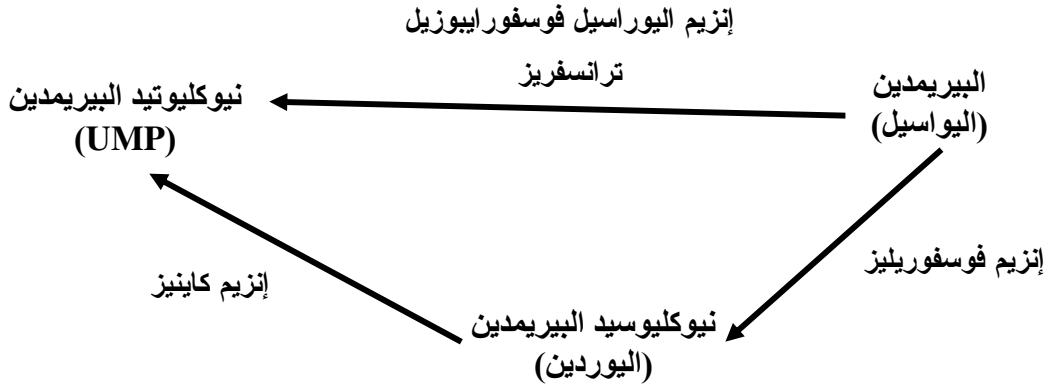 إنزيم اليوراسيل فوسفورايبوزيل
ترانسفريز
البيريمدين
(اليواسيل)
نيوكليوتيد البيريمدين
(UMP)
إنزيم فوسفوريليز
إنزيم كاينيز
نيوكليوسيد البيريمدين
(اليوردين)